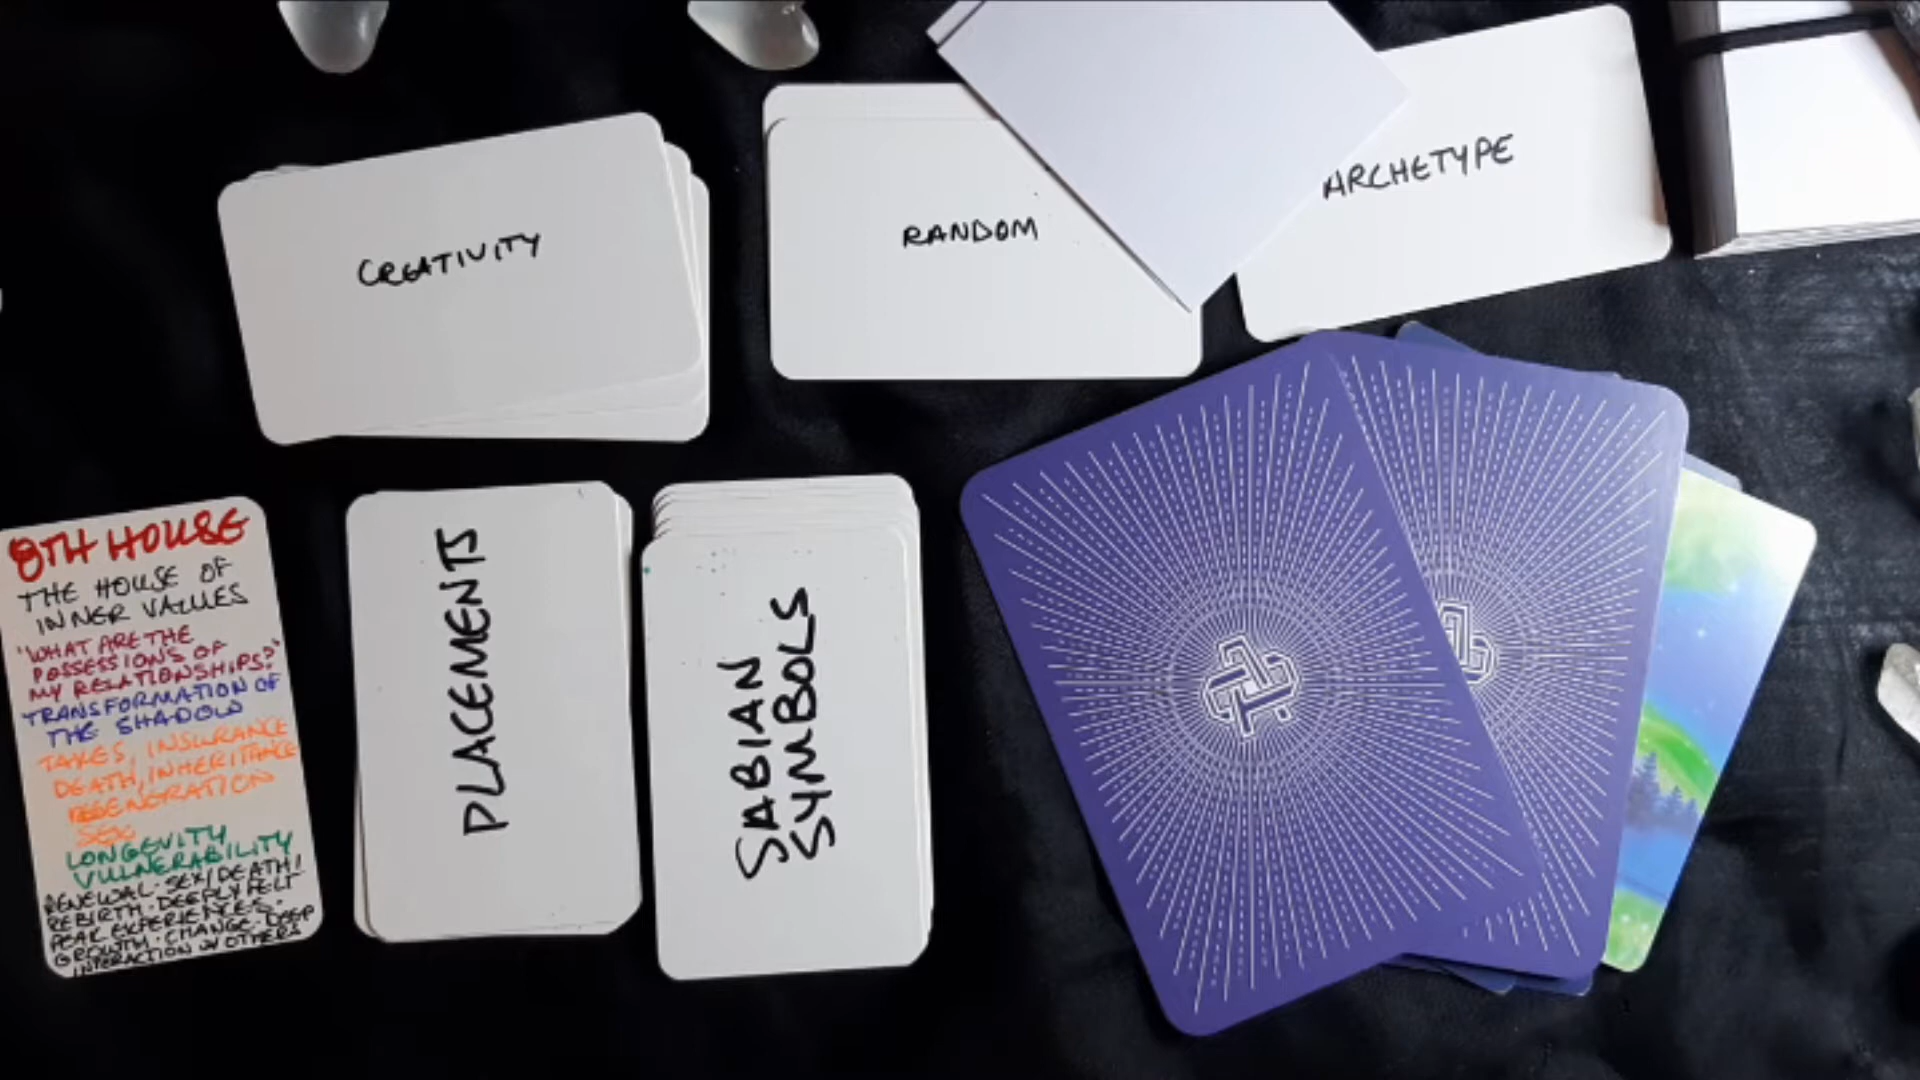 CREATIVITY
RANDOM
ARCHETYPE
8TH HOUSE
THE HOUSE OF
INNER VALUES
"WHAT ARE THE
POSSESSIONS OF
MY RELATIONSHIPS?"
TRANSFORMATION OF
THE SHADOW
TAXES, INSURANCE
DEATH, INHERITANCE
REGENERATION
SEX
LONGEVITY
VULNERABILITY
RENEWAL · SEX/DEATH/
REBIRTH · DEEPLY FELT
PEAK EXPERIENCES ·
GROWTH · CHANGE · DEEP
INTERACTION W/ OTHERS
PLACEMENTS
SABIAN
SYMBOLS